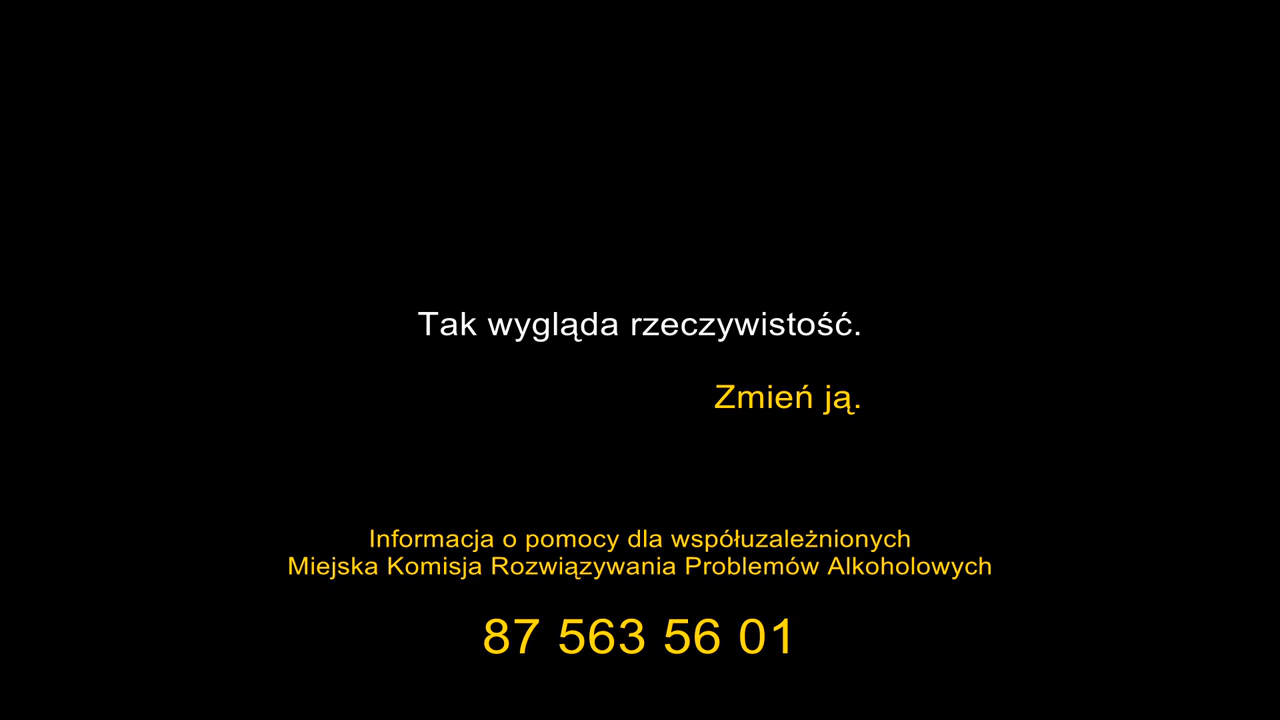 Tak wygląda rzeczywistość.
Zmień ją.
Informacja o pomocy dla współuzależnionych
Miejska Komisja Rozwiązywania Problemów Alkoholowych
87 563 56 01